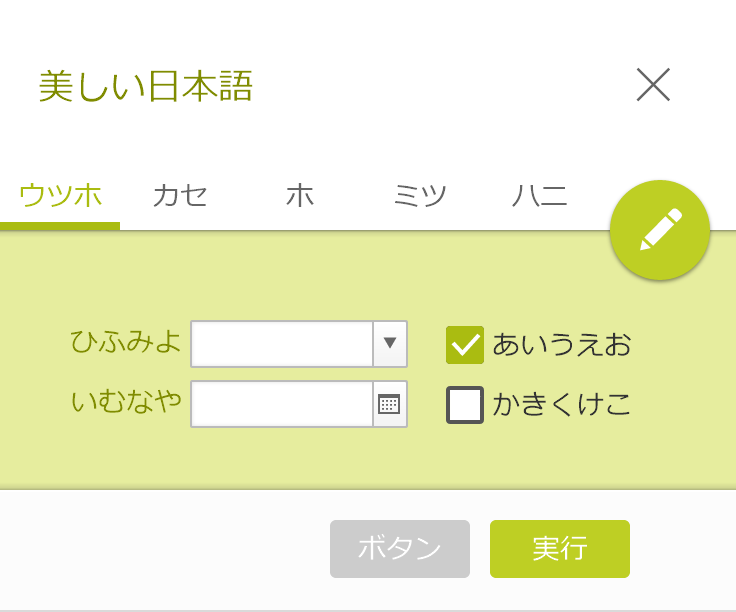 美しい日本語
ウツホ カセ ホ ミツ ハニ
ひふみよ あいうえお
いむなや かきくけこ
ボタン 実行